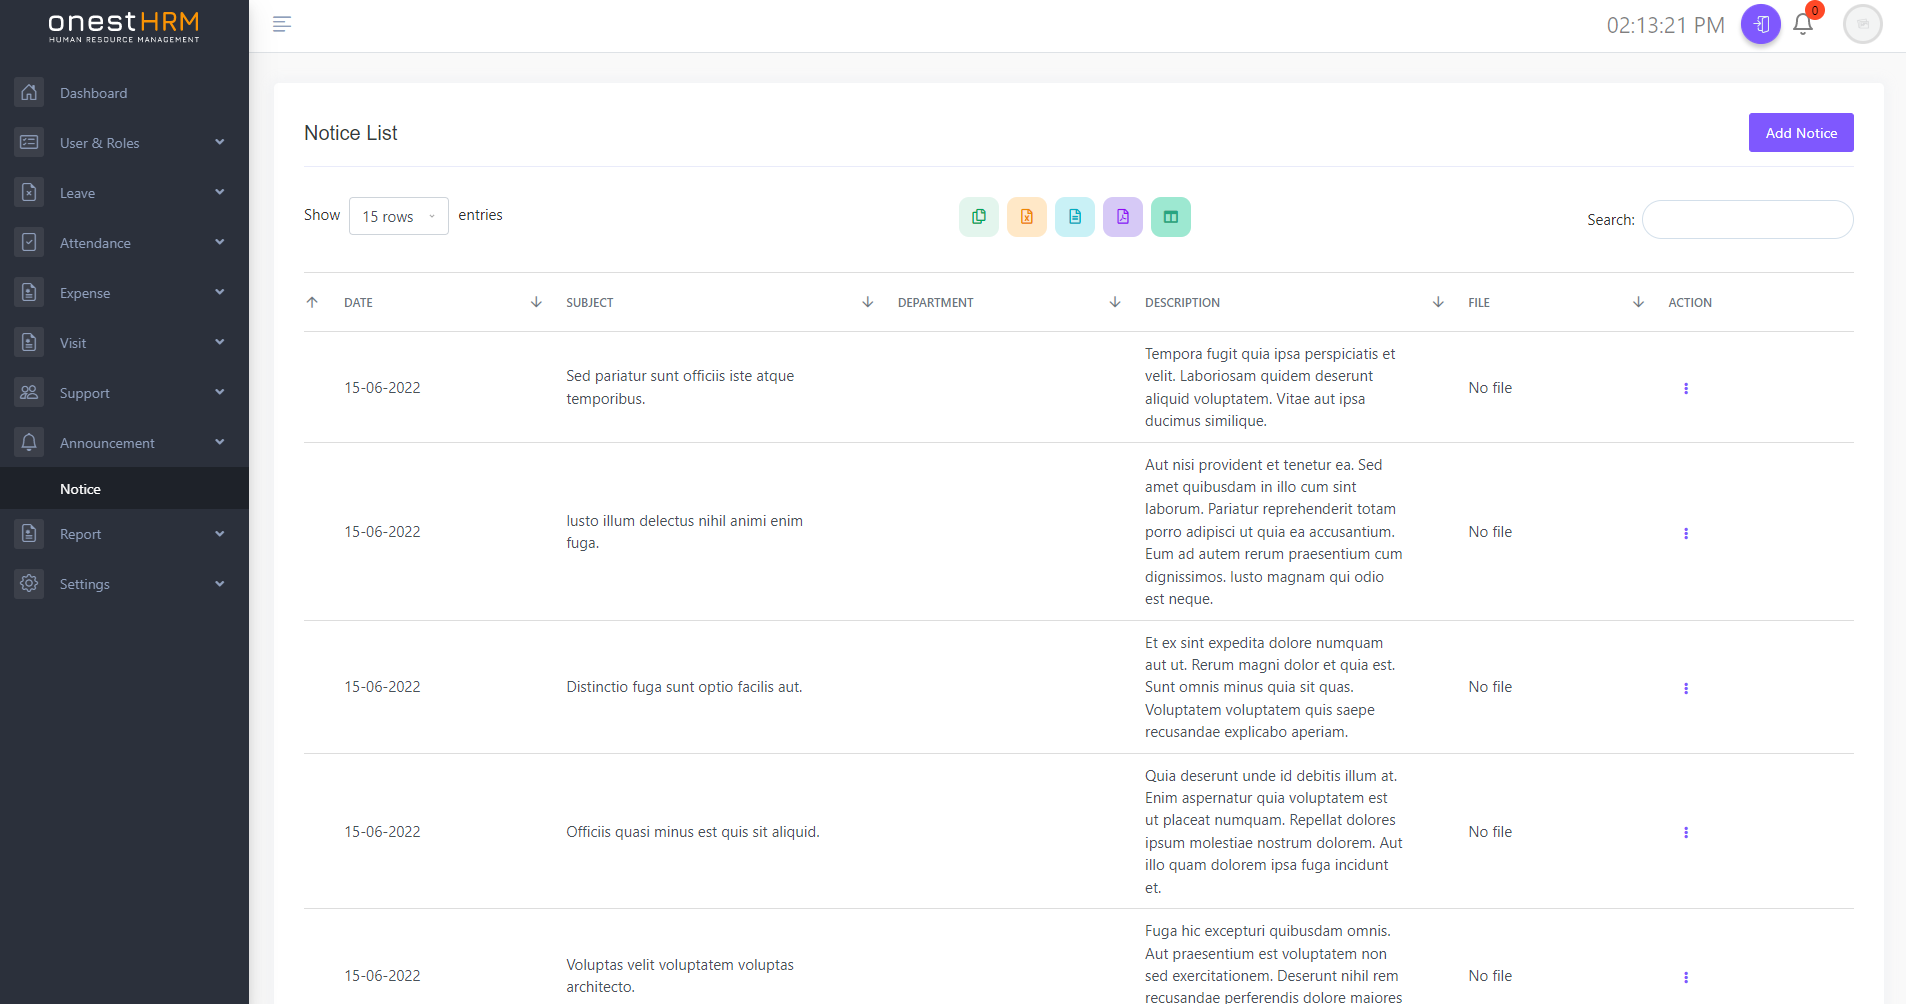 onestHRM
HUMAN RESOURCE MANAGEMENT
02:13:21 PM
0
Dashboard
User & Roles
Leave
Attendance
Expense
Visit
Support
Announcement
Notice
Report
Settings
Notice List
Add Notice
Show 15 rows entries
Search:
DATE SUBJECT DEPARTMENT DESCRIPTION FILE ACTION
15-06-2022
Sed pariatur sunt officiis iste atque
temporibus.
Tempora fugit quia ipsa perspiciatis et
velit. Laboriosam quidem deserunt
aliquid voluptatem. Vitae aut ipsa
ducimus similique.
No file
15-06-2022
Iusto illum delectus nihil animi enim
fuga.
Aut nisi provident et tenetur ea. Sed
amet quibusdam in illo cum sint
laborum. Pariatur reprehenderit totam
porro adipisci ut quia ea accusantium.
Eum ad autem rerum praesentium cum
dignissimos. Iusto magnam qui odio
est neque.
No file
15-06-2022
Distinctio fuga sunt optio facilis aut.
Et ex sint expedita dolore numquam
aut ut. Rerum magni dolor et quia est.
Sunt omnis minus quia sit quas.
Voluptatem voluptatem quis saepe
recusandae explicabo aperiam.
No file
15-06-2022
Officiis quasi minus est quis sit aliquid.
Quia deserunt unde id debitis illum at.
Enim aspernatur quia voluptatem est
ut placeat numquam. Repellat dolores
ipsum molestiae nostrum dolorem. Aut
illo quam dolorem ipsa fuga incidunt
et.
No file
15-06-2022
Voluptas velit voluptatem voluptas
architecto.
Fuga hic excepturi quibusdam omnis.
Aut praesentium est voluptatem non
sed exercitationem. Deserunt nihil rem
recusandae perferendis dolore maiores
No file